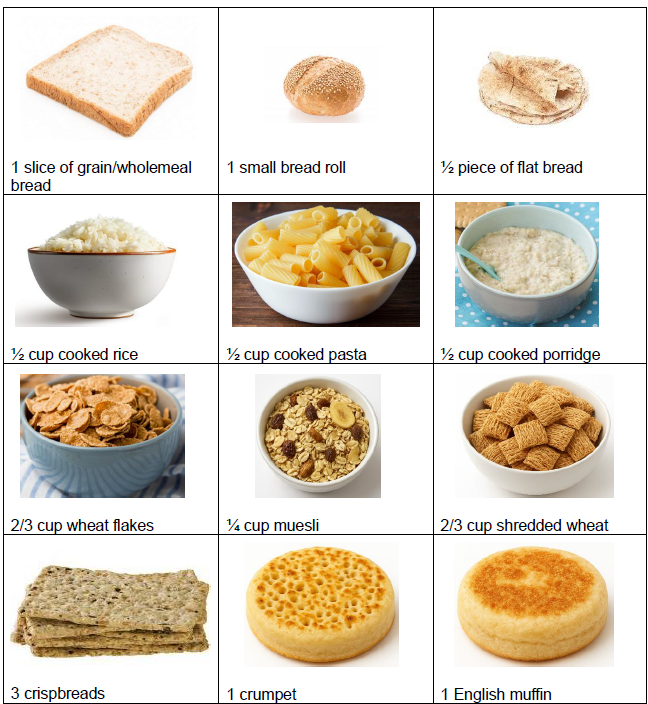 1 slice of grain/wholemeal
bread
1 small bread roll
½ piece of flat bread
½ cup cooked rice
½ cup cooked pasta
½ cup cooked porridge
2/3 cup wheat flakes
¼ cup muesli
2/3 cup shredded wheat
3 crispbreads
1 crumpet
1 English muffin